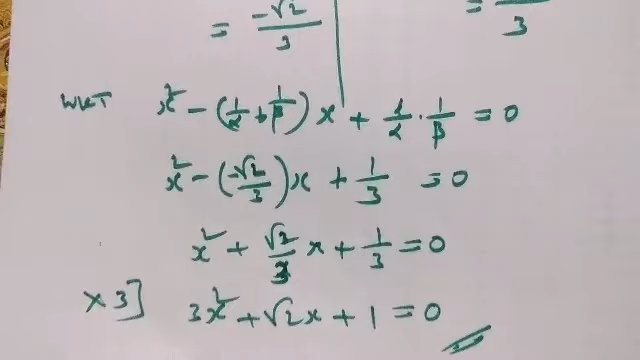 = -√2/3 = /3
WKT x² - (1/α + 1/β)x + 1/α · 1/β = 0
x² - (-√2/3)x + 1/3 = 0
x² + √2/3 x + 1/3 = 0
×3] 3x² + √2x + 1 = 0